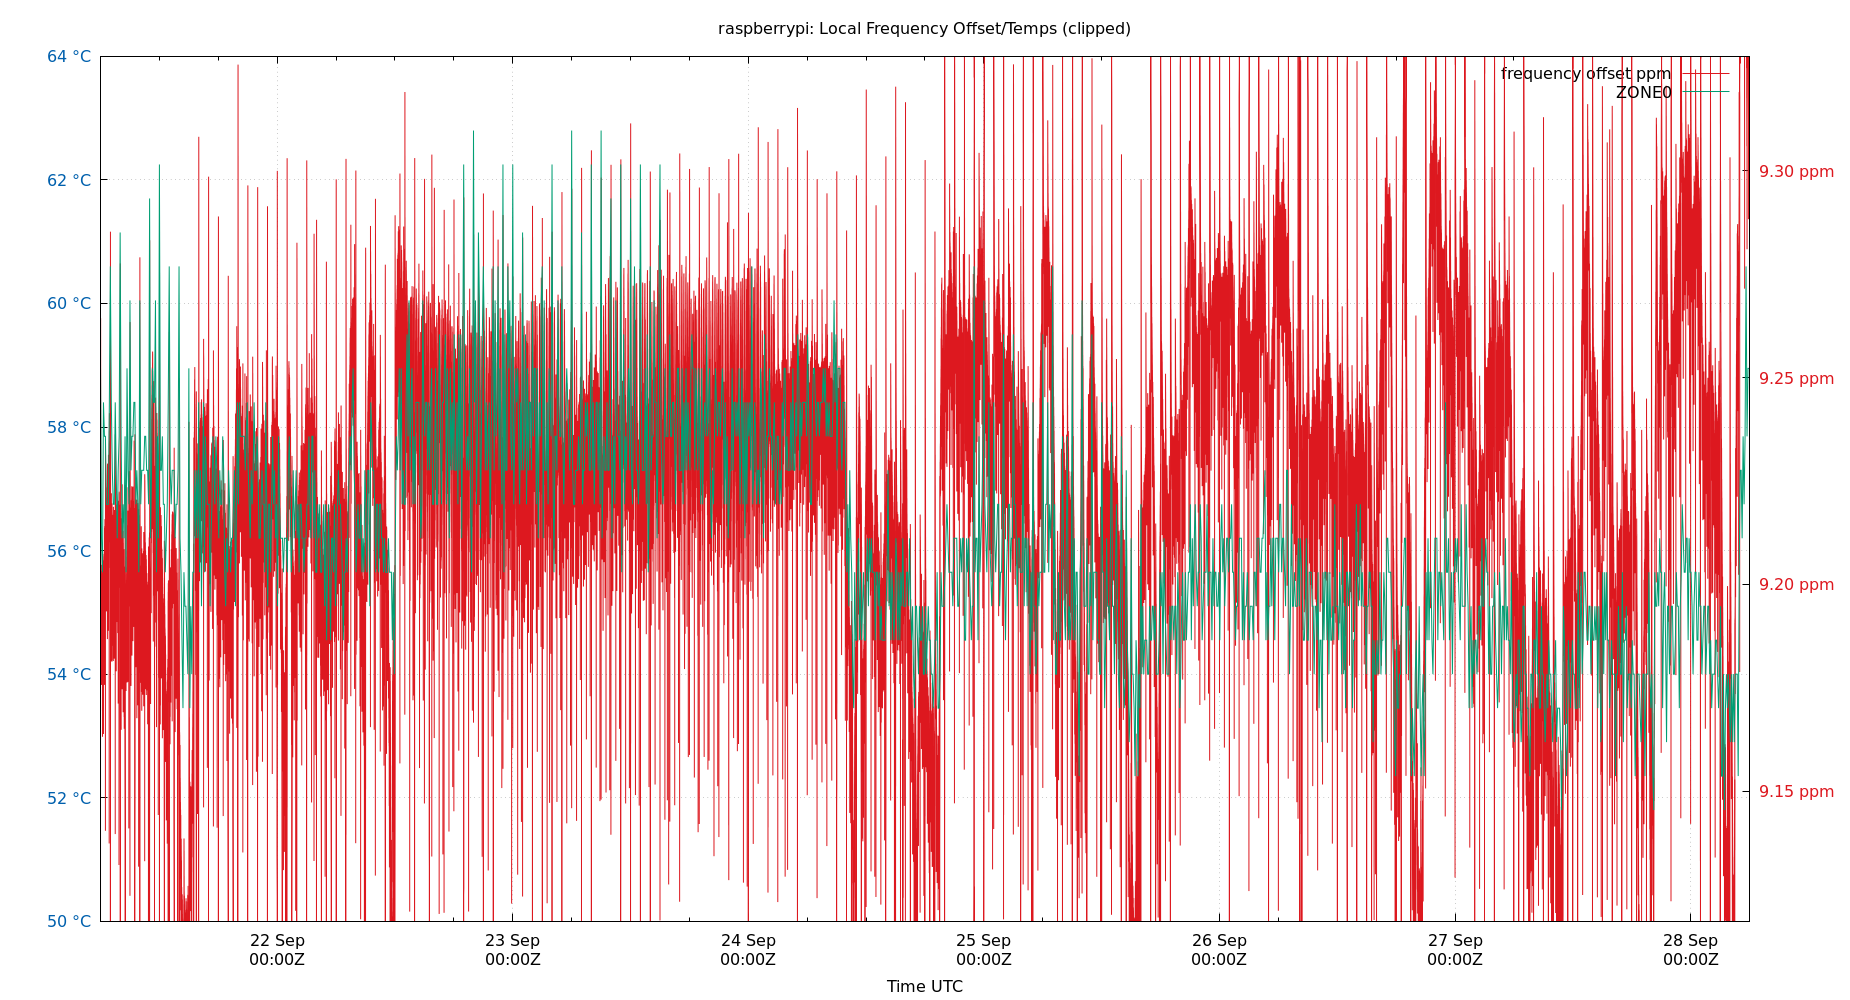 raspberrypi: Local Frequency Offset/Temps (clipped)
64 °C
frequency offset ppm
ZONE0
62 °C
9.30 ppm
60 °C
9.25 ppm
58 °C
56 °C
9.20 ppm
54 °C
9.15 ppm
52 °C
50 °C
22 Sep
00:00Z
23 Sep
00:00Z
24 Sep
00:00Z
25 Sep
00:00Z
26 Sep
00:00Z
27 Sep
00:00Z
28 Sep
00:00Z
Time UTC